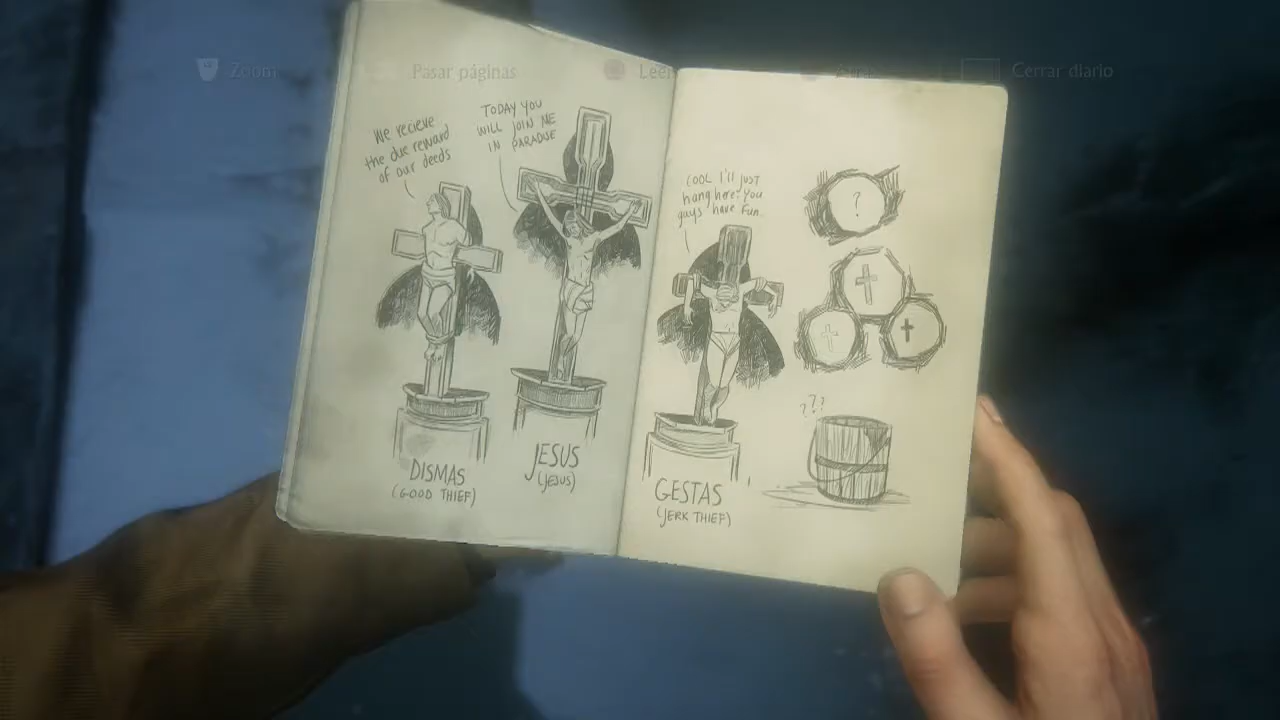 Zoom
Pasar páginas
Leer
Cerrar diario
We recieve
the due reward
of our deeds
TODAY YOU
WILL JOIN ME
IN PARADISE
DISMAS
(GOOD THIEF)
JESUS
(JESUS)
COOL I'll just
hang here. You
guys have fun.
GESTAS
(JERK THIEF)
?
???